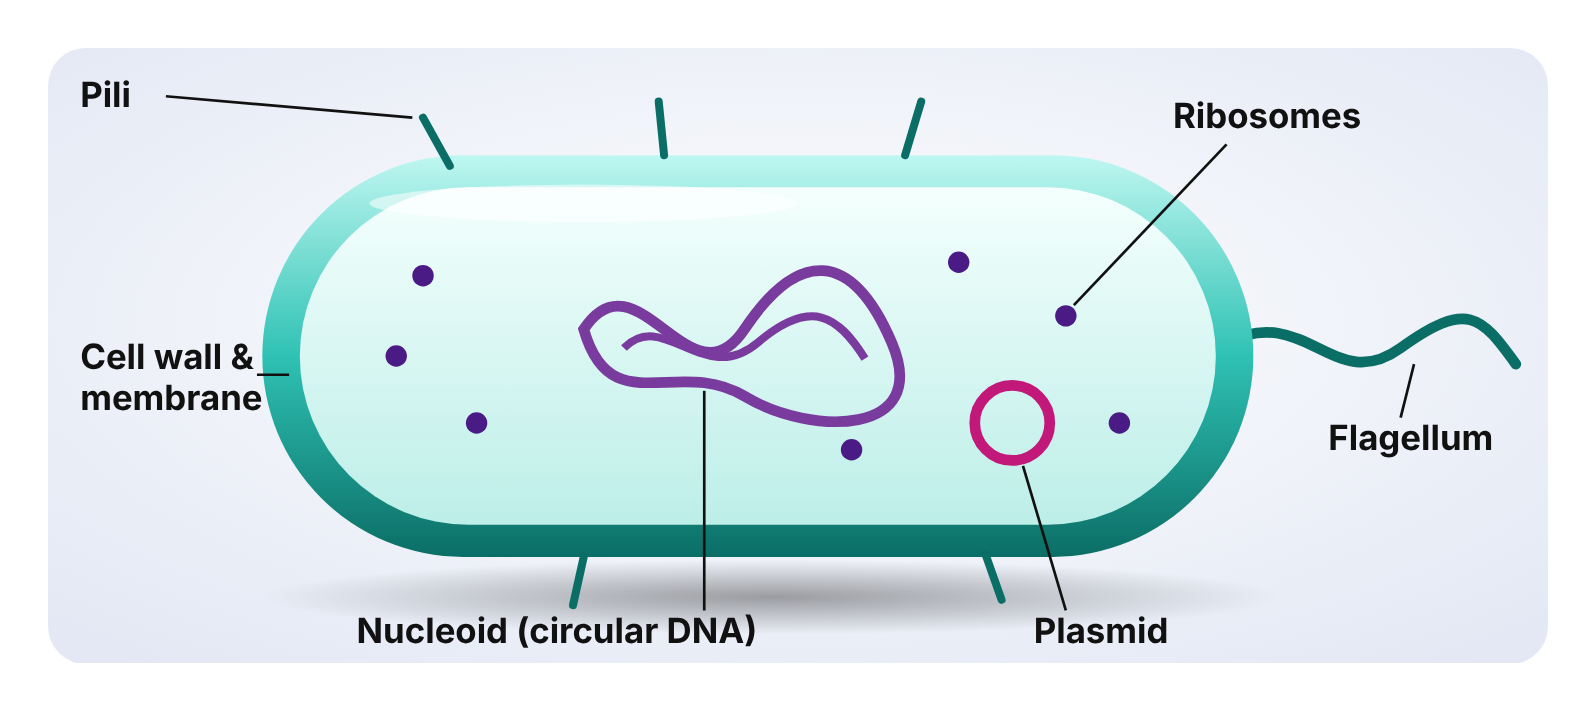 Pili
Ribosomes
Cell wall &
membrane
Flagellum
Nucleoid (circular DNA)
Plasmid